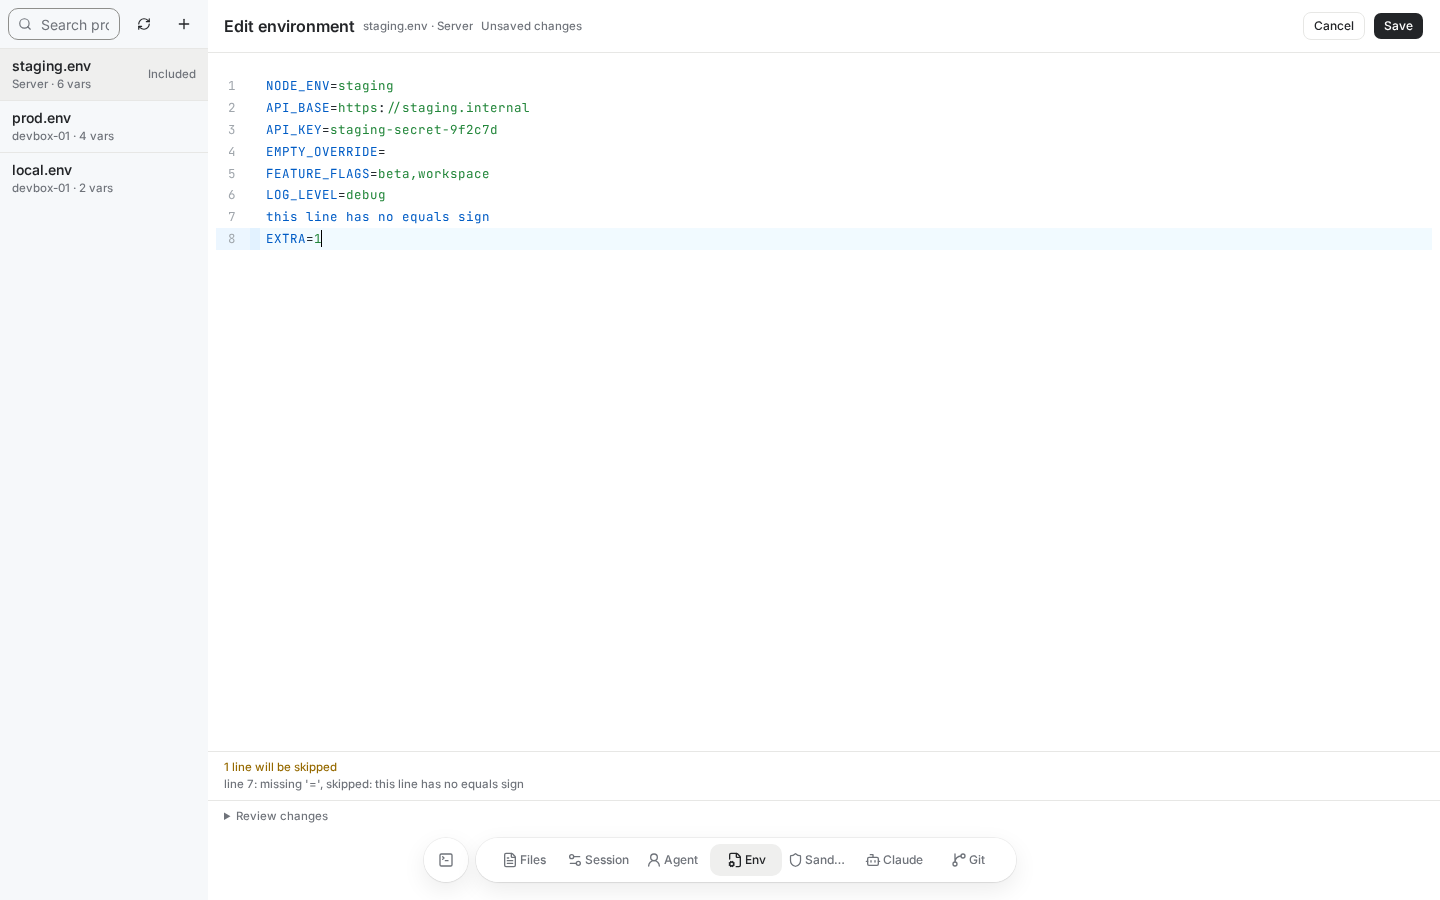 Search pro
staging.env
Server · 6 vars
Included
prod.env
devbox-01 · 4 vars
local.env
devbox-01 · 2 vars
Edit environment staging.env · Server Unsaved changes
Cancel
Save
1 NODE_ENV=staging
2 API_BASE=https://staging.internal
3 API_KEY=staging-secret-9f2c7d
4 EMPTY_OVERRIDE=
5 FEATURE_FLAGS=beta,workspace
6 LOG_LEVEL=debug
7 this line has no equals sign
8 EXTRA=1
1 line will be skipped
line 7: missing '=', skipped: this line has no equals sign
Review changes
Files
Session
Agent
Env
Sand...
Claude
Git